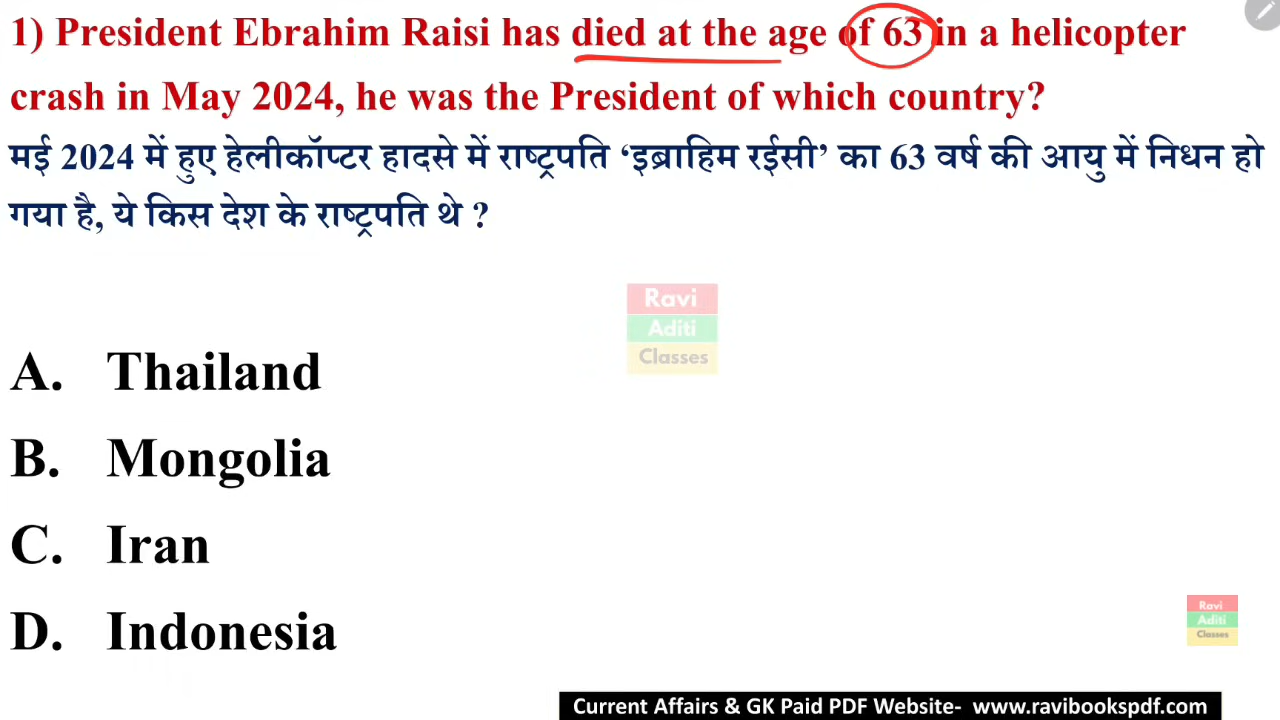 1) President Ebrahim Raisi has died at the age of 63 in a helicopter
crash in May 2024, he was the President of which country?
मई 2024 में हुए हेलीकॉप्टर हादसे में राष्ट्रपति ‘इब्राहिम रईसी’ का 63 वर्ष की आयु में निधन हो
गया है, ये किस देश के राष्ट्रपति थे ?
Ravi
Aditi
Classes
A. Thailand
B. Mongolia
C. Iran
D. Indonesia
Ravi
Aditi
Classes
Current Affairs & GK Paid PDF Website- www.ravibookspdf.com